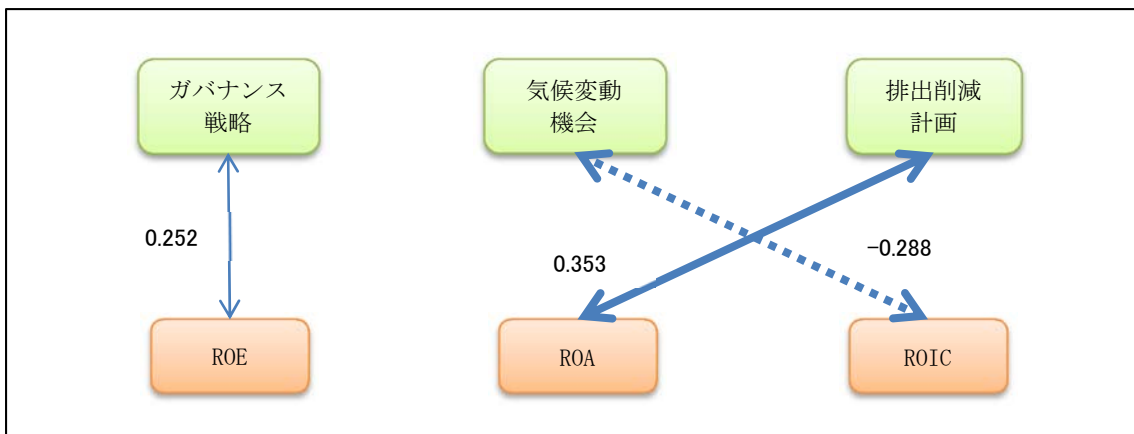 ガバナンス
戦略
気候変動
機会
排出削減
計画
0.252
0.353
-0.288
ROE
ROA
ROIC